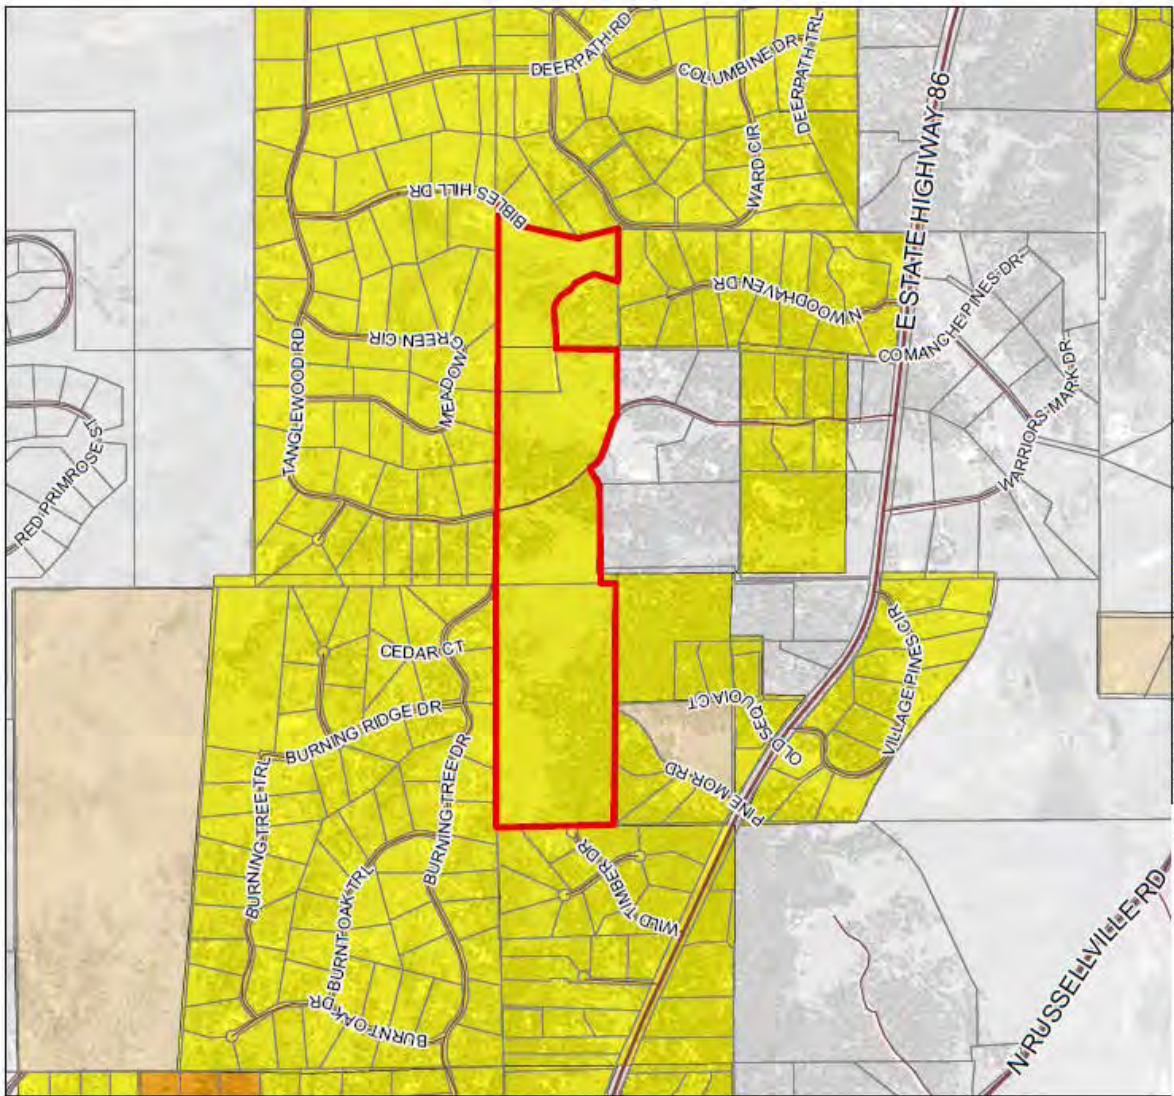 DEERPATH RD
COLUMBINE DR
DEERPATH TRL
E STATE HIGHWAY 86
WARD CIR
BIBLES HILL DR
N WOODHAVEN DR
COMANCHE PINES DR
GREEN CIR
MEADOW
TANGLEWOOD RD
WARRIORS MARK DR
RED PRIMROSE ST
CEDAR CT
VILLAGE PINES CIR
OLD SEQUOIA CT
BURNING RIDGE DR
BURNING TREE DR
PINE MOR RD
BURNING TREE TRL
BURNT OAK TRL
WILD TIMBER DR
BURNT OAK DR
N RUSSELLVILLE RD